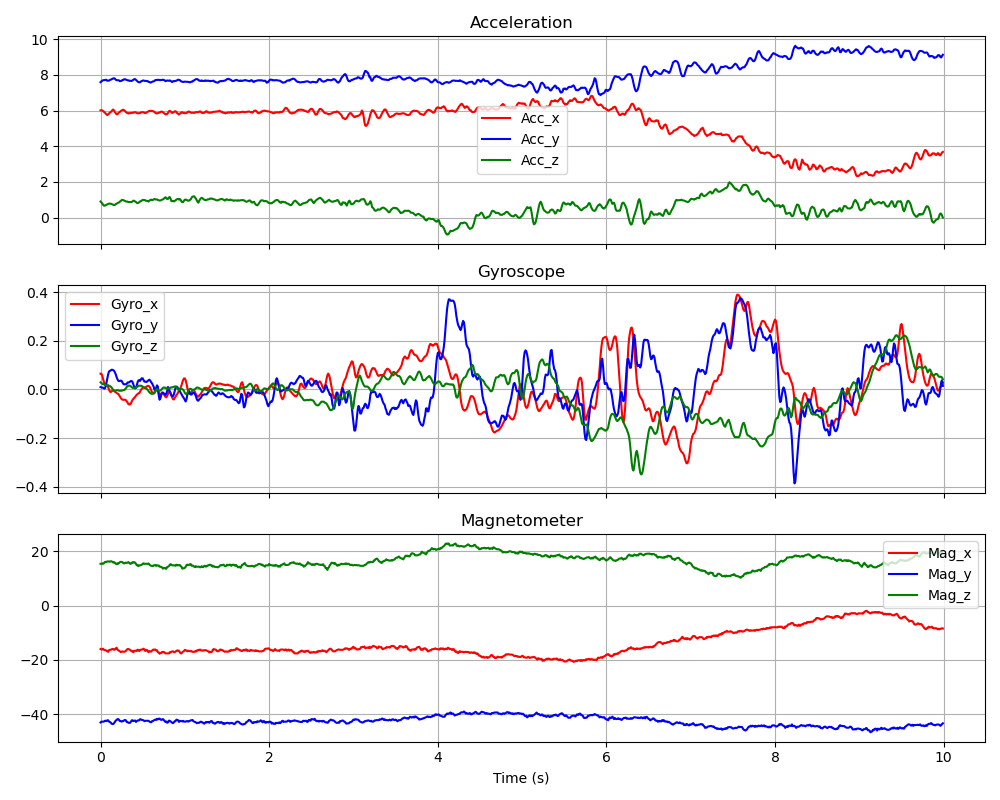 Acceleration
10
8
6
4
2
0
Acc_x
Acc_y
Acc_z
Gyroscope
0.4
0.2
0.0
−0.2
−0.4
Gyro_x
Gyro_y
Gyro_z
Magnetometer
20
0
−20
−40
Mag_x
Mag_y
Mag_z
0 2 4 6 8 10
Time (s)